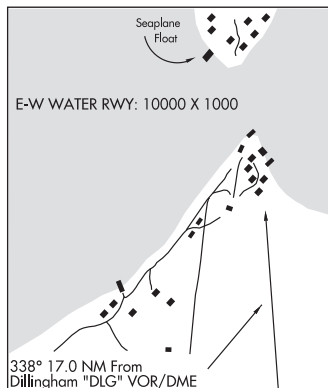 Seaplane
Float
E-W WATER RWY: 10000 X 1000
338° 17.0 NM From
Dillingham "DLG" VOR/DME